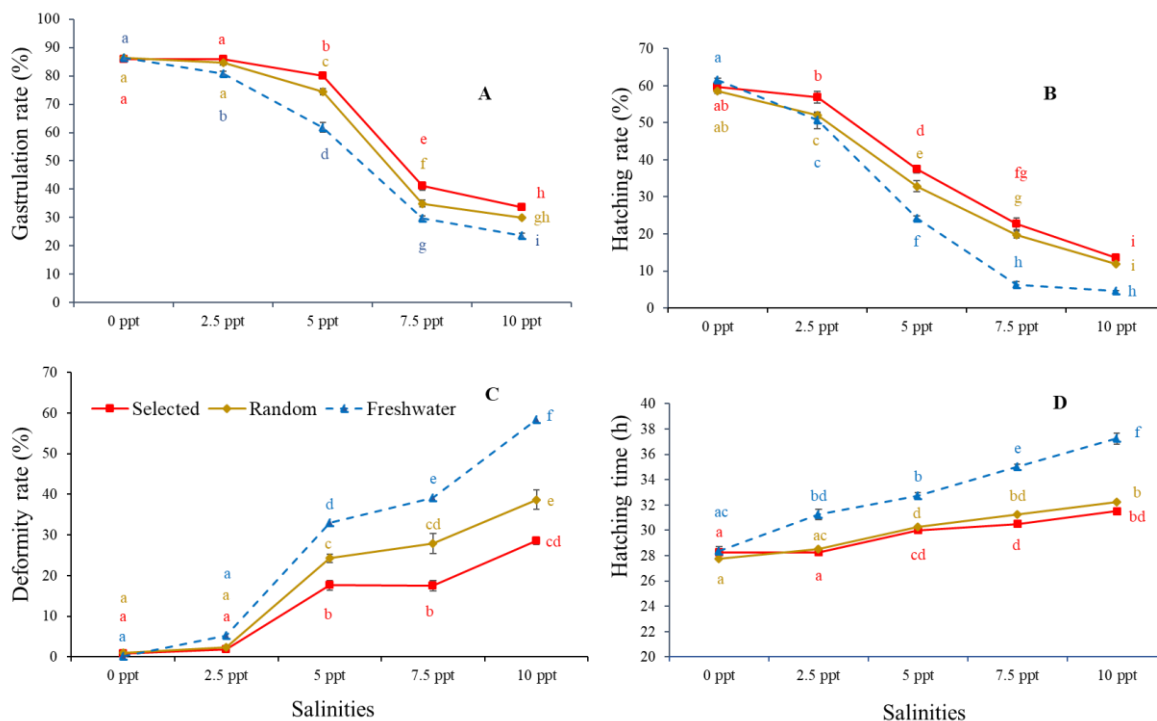 Gastrulation rate (%)
100
90
80
70
60
50
40
30
20
10
0
A
a a b
a a c
a b d
e
f
g
h
gh
i
0 ppt 2.5 ppt 5 ppt 7.5 ppt 10 ppt
Hatching rate (%)
70
60
50
40
30
20
10
0
B
a b
ab c d
ab c e
f
fg
g
h
i
i
h
0 ppt 2.5 ppt 5 ppt 7.5 ppt 10 ppt
Deformity rate (%)
70
60
50
40
30
20
10
0
C
Selected Random Freshwater
a a d
a a c
a a b
e
cd
b
f
e
cd
0 ppt 2.5 ppt 5 ppt 7.5 ppt 10 ppt
Salinities
Hatching time (h)
40
38
36
34
32
30
28
26
24
22
20
D
ac bd b
a ac d
a a cd
e
bd
d
f
b
bd
0 ppt 2.5 ppt 5 ppt 7.5 ppt 10 ppt
Salinities